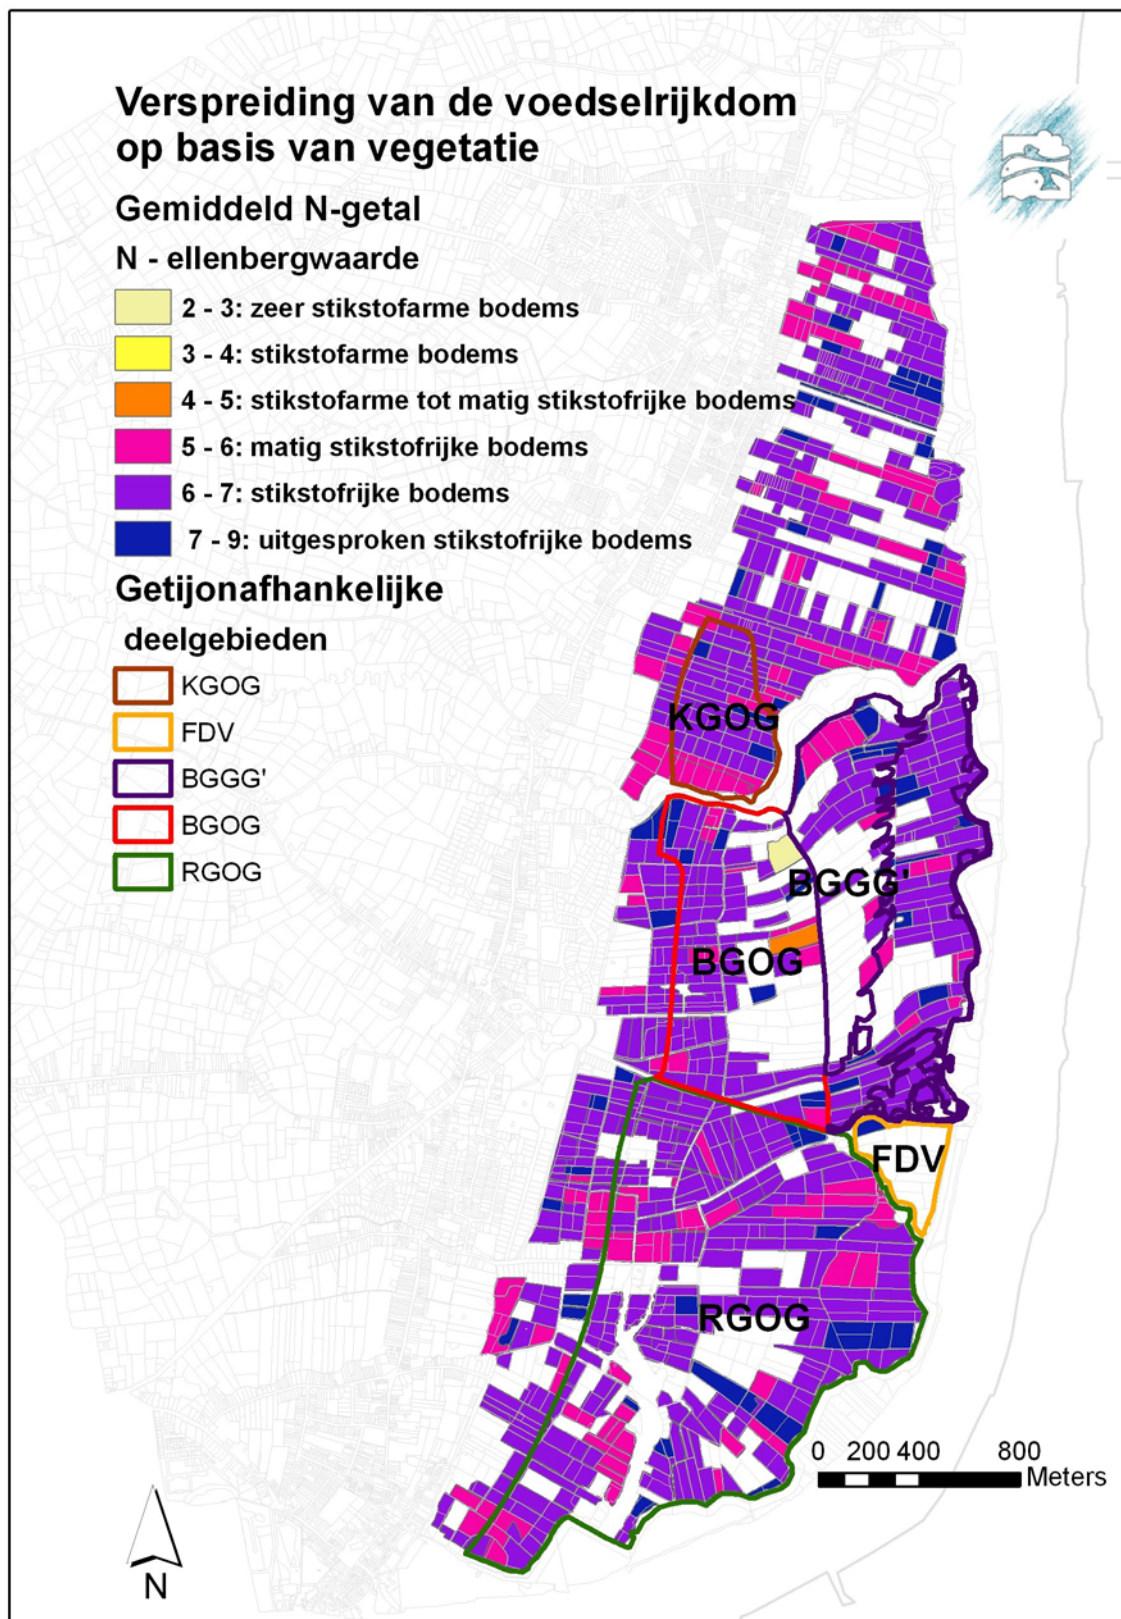 Verspreiding van de voedselrijkdom
op basis van vegetatie
Gemiddeld N-getal
N - ellenbergwaarde
2 - 3: zeer stikstofarme bodems
3 - 4: stikstofarme bodems
4 - 5: stikstofarme tot matig stikstofrijke bodems
5 - 6: matig stikstofrijke bodems
6 - 7: stikstofrijke bodems
7 - 9: uitgesproken stikstofrijke bodems
Getijonafhankelijke
deelgebieden
KGOG
FDV
BGGG'
BGOG
RGOG
KGOG
BGGG'
BGOG
FDV
RGOG
0 200 400 800
Meters
N